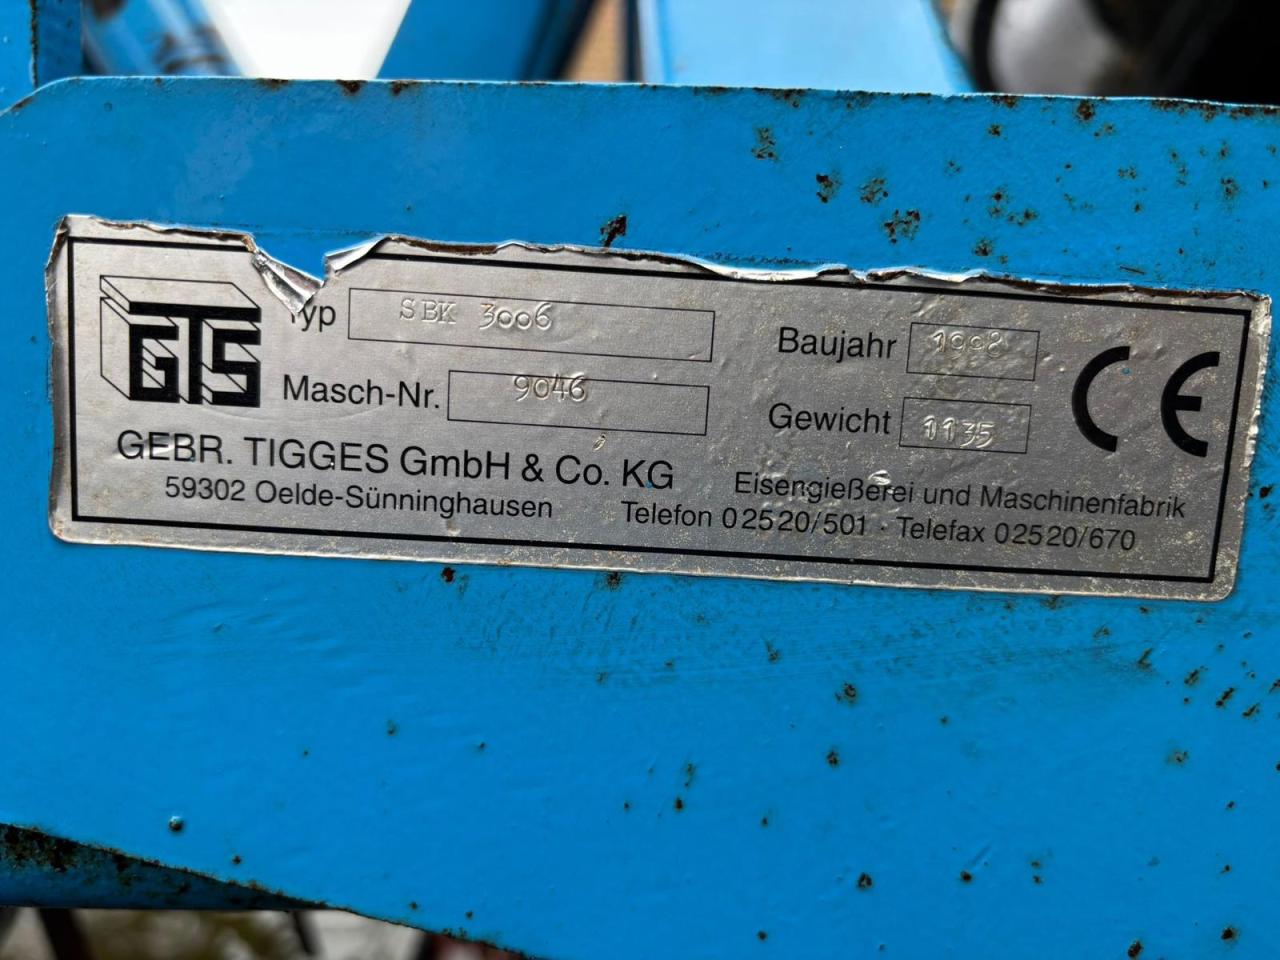 GTS
Typ SBK 3006
Baujahr 1998
Masch-Nr. 9046
Gewicht 1135
CE
GEBR. TIGGES GmbH & Co. KG
59302 Oelde-Sünninghausen
Eisengießerei und Maschinenfabrik
Telefon 02520/501 · Telefax 02520/670